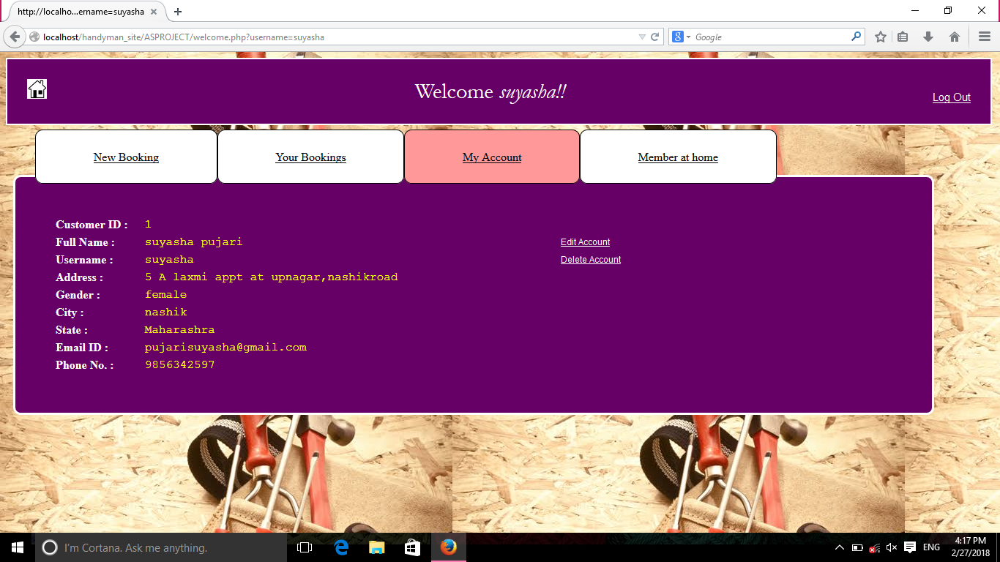 http://localho...ername=suyasha
localhost/handyman_site/ASPROJECT/welcome.php?username=suyasha
Google
Welcome suyasha!!
Log Out
New Booking
Your Bookings
My Account
Member at home
Customer ID : 1
Full Name : suyasha pujari
Edit Account
Username : suyasha
Delete Account
Address : 5 A laxmi appt at upnagar,nashikroad
Gender : female
City : nashik
State : Maharashra
Email ID : pujarisuyasha@gmail.com
Phone No. : 9856342597
I'm Cortana. Ask me anything.
ENG
4:17 PM
2/27/2018